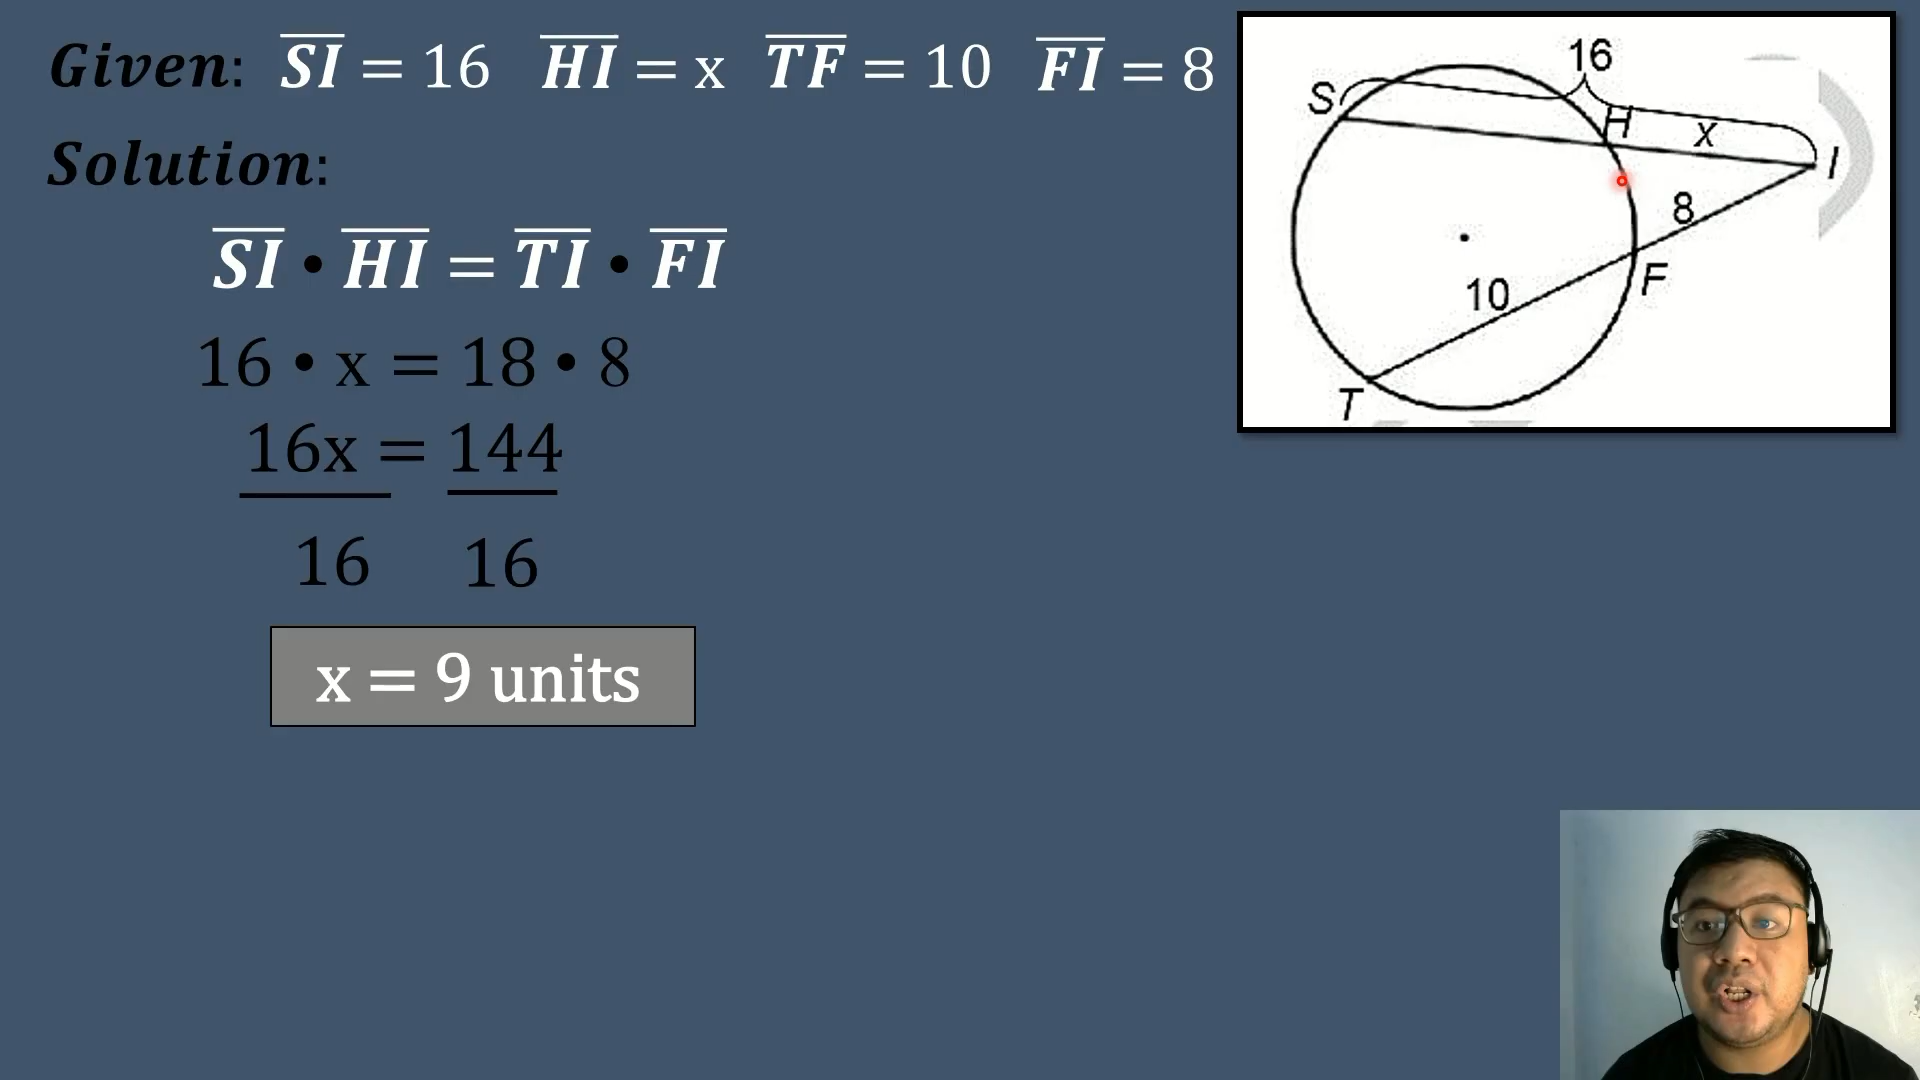 Given: SI = 16 HI = x TF = 10 FI = 8
Solution:
SI • HI = TI • FI
16 • x = 18 • 8
16x = 144
16 16
x = 9 units
16
S
H
x
I
8
F
10
T